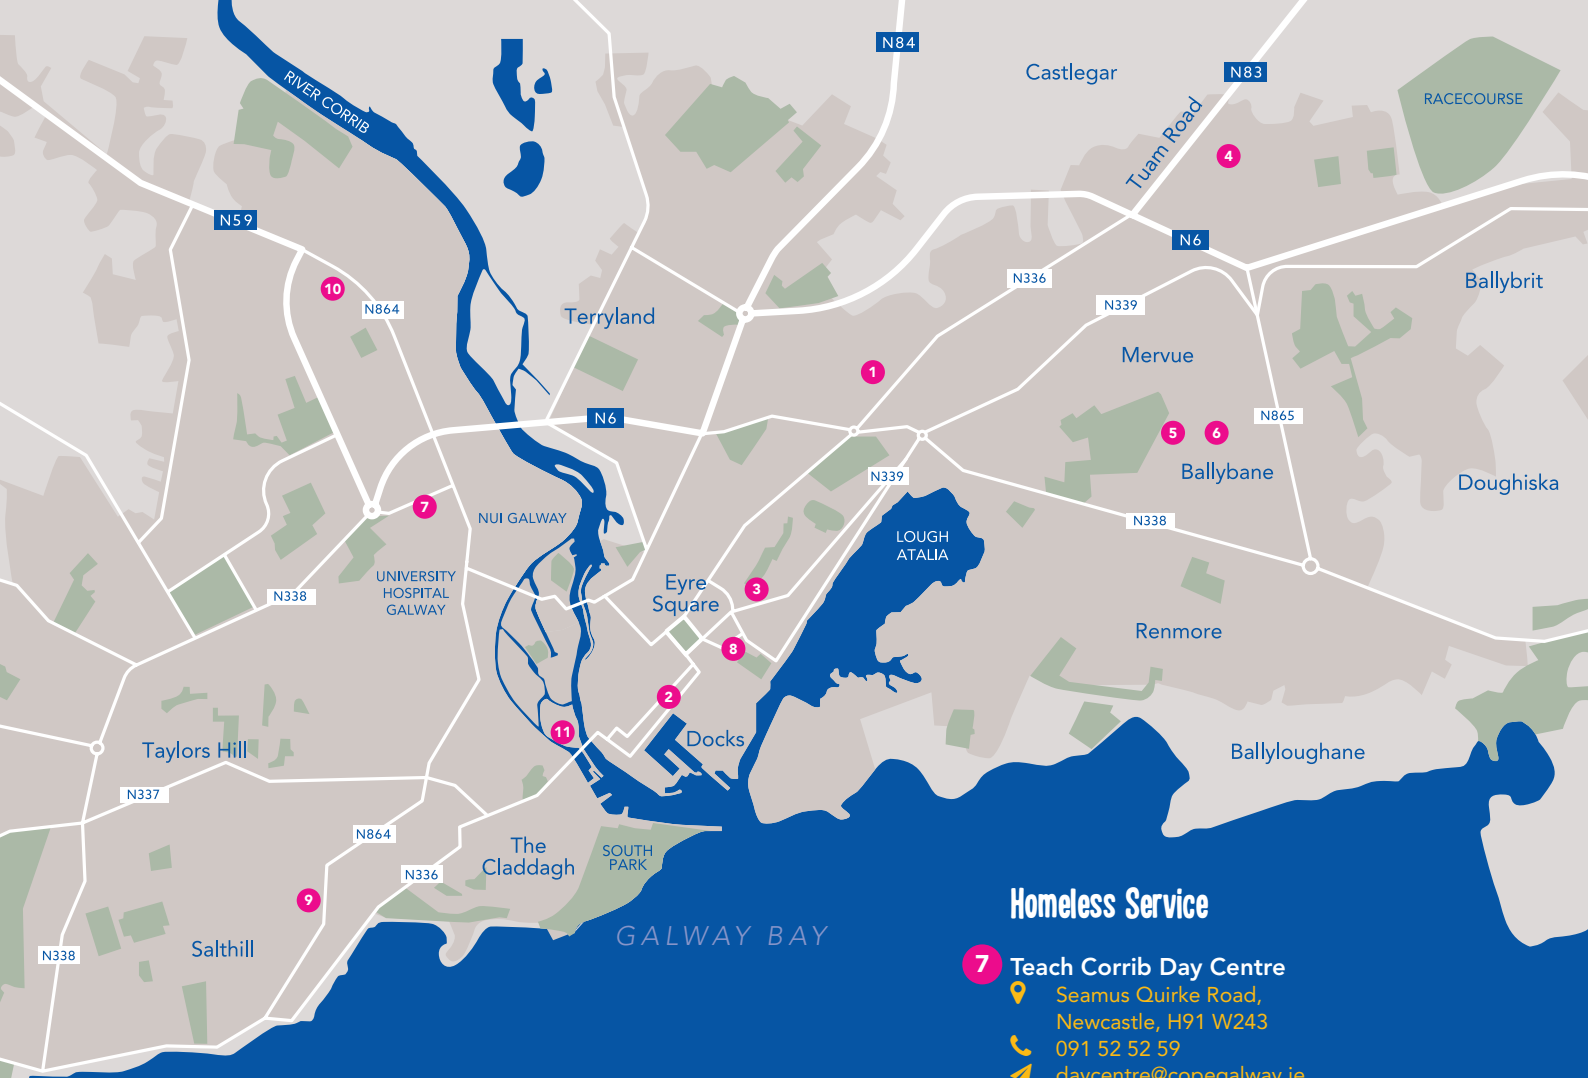 N84
Castlegar
N83
RACECOURSE
RIVER CORRIB
Tuam Road
4
N59
N6
10
N864
N336
N339
Ballybrit
Terryland
Mervue
1
N6
N865
5
6
Ballybane
N339
Doughiska
7
NUI GALWAY
N338
LOUGH
ATALIA
UNIVERSITY
HOSPITAL
GALWAY
N338
Eyre
Square
3
Renmore
8
2
11
Docks
Taylors Hill
Ballyloughane
N337
N864
The
Claddagh
SOUTH
PARK
N336
9
Salthill
N338
GALWAY BAY
Homeless Service
7 Teach Corrib Day Centre
Seamus Quirke Road,
Newcastle, H91 W243
091 52 52 59
daycentre@copegalway.ie